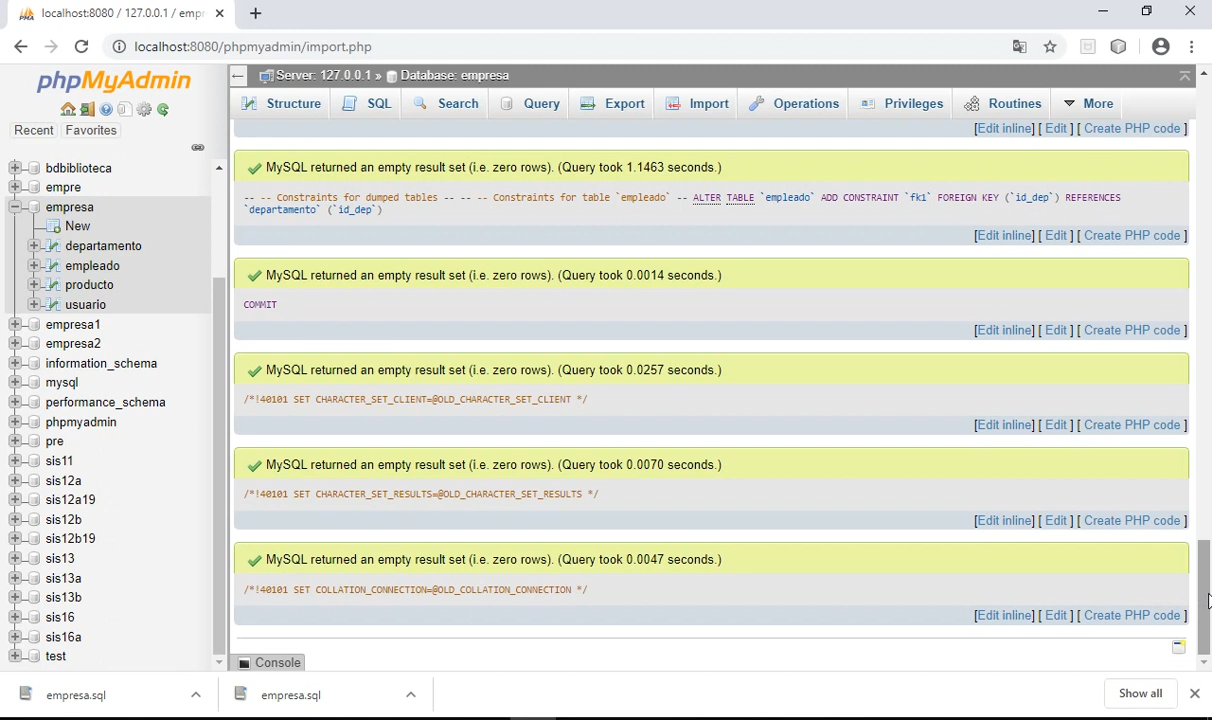 localhost:8080 / 127.0.0.1 / empr
localhost:8080/phpmyadmin/import.php
phpMyAdmin
Recent Favorites
bdbiblioteca
empre
empresa
New
departamento
empleado
producto
usuario
empresa1
empresa2
information_schema
mysql
performance_schema
phpmyadmin
pre
sis11
sis12a
sis12a19
sis12b
sis12b19
sis13
sis13a
sis13b
sis16
sis16a
test
Server: 127.0.0.1 » Database: empresa
Structure SQL Search Query Export Import Operations Privileges Routines More
[Edit inline] [ Edit ] [ Create PHP code ]
MySQL returned an empty result set (i.e. zero rows). (Query took 1.1463 seconds.)
-- -- Constraints for dumped tables -- -- -- Constraints for table `empleado` -- ALTER TABLE `empleado` ADD CONSTRAINT `fk1` FOREIGN KEY (`id_dep`) REFERENCES
`departamento` (`id_dep`)
[Edit inline] [ Edit ] [ Create PHP code ]
MySQL returned an empty result set (i.e. zero rows). (Query took 0.0014 seconds.)
COMMIT
[Edit inline] [ Edit ] [ Create PHP code ]
MySQL returned an empty result set (i.e. zero rows). (Query took 0.0257 seconds.)
/*!40101 SET CHARACTER_SET_CLIENT=@OLD_CHARACTER_SET_CLIENT */
[Edit inline] [ Edit ] [ Create PHP code ]
MySQL returned an empty result set (i.e. zero rows). (Query took 0.0070 seconds.)
/*!40101 SET CHARACTER_SET_RESULTS=@OLD_CHARACTER_SET_RESULTS */
[Edit inline] [ Edit ] [ Create PHP code ]
MySQL returned an empty result set (i.e. zero rows). (Query took 0.0047 seconds.)
/*!40101 SET COLLATION_CONNECTION=@OLD_COLLATION_CONNECTION */
[Edit inline] [ Edit ] [ Create PHP code ]
Console
empresa.sql empresa.sql Show all